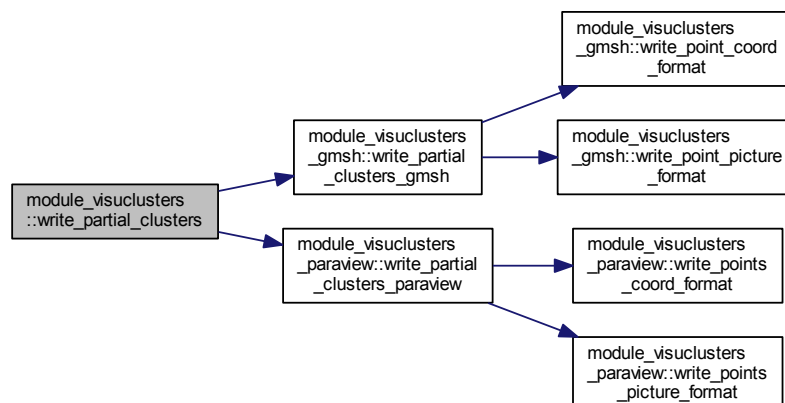 module_visuclusters
_gmsh::write_point_coord
_format
module_visuclusters
_gmsh::write_partial
_clusters_gmsh
module_visuclusters
_gmsh::write_point_picture
_format
module_visuclusters
::write_partial_clusters
module_visuclusters
_paraview::write_partial
_clusters_paraview
module_visuclusters
_paraview::write_points
_coord_format
module_visuclusters
_paraview::write_points
_picture_format